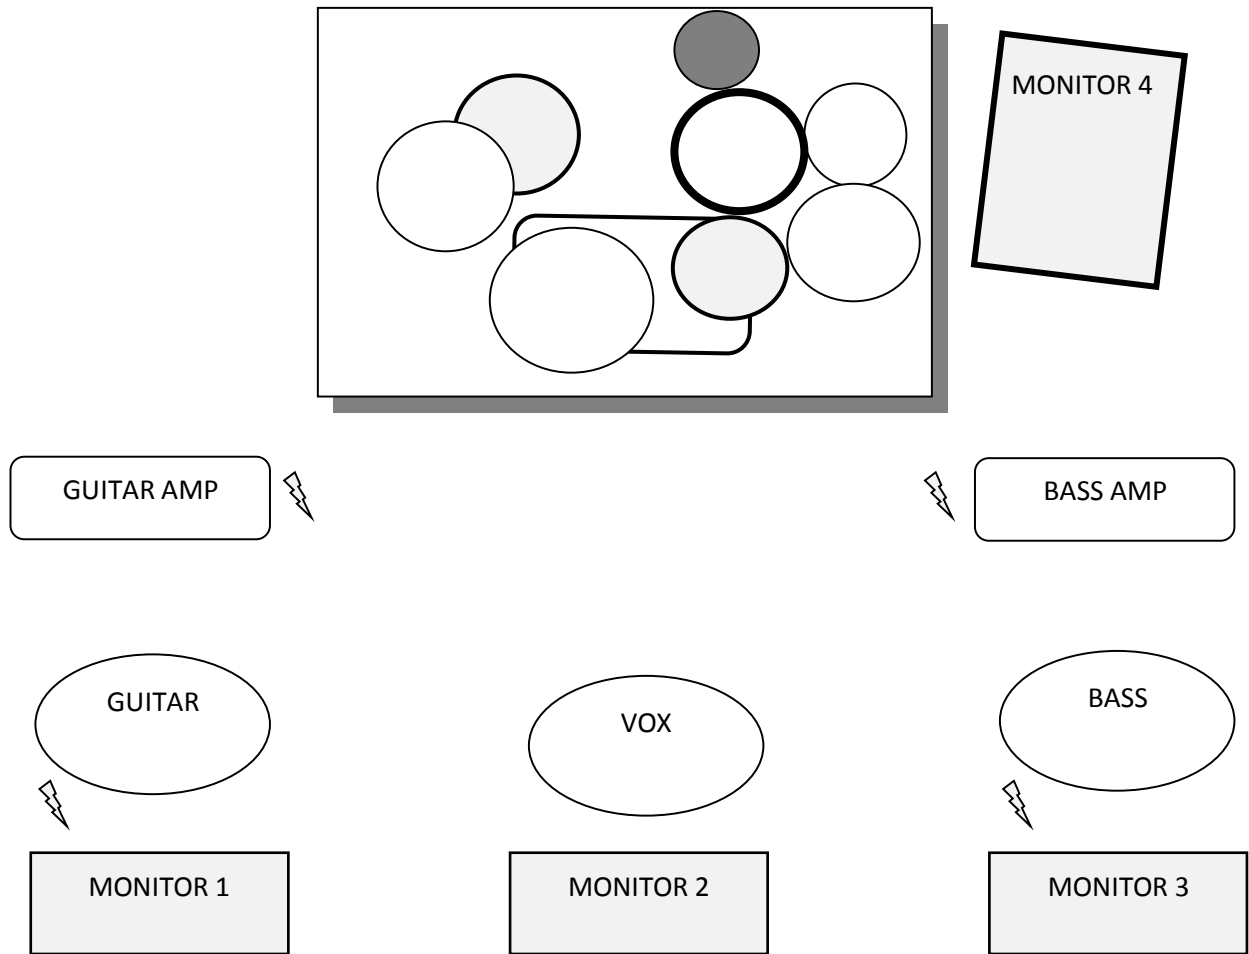 MONITOR 4
GUITAR AMP
BASS AMP
GUITAR
VOX
BASS
MONITOR 1
MONITOR 2
MONITOR 3